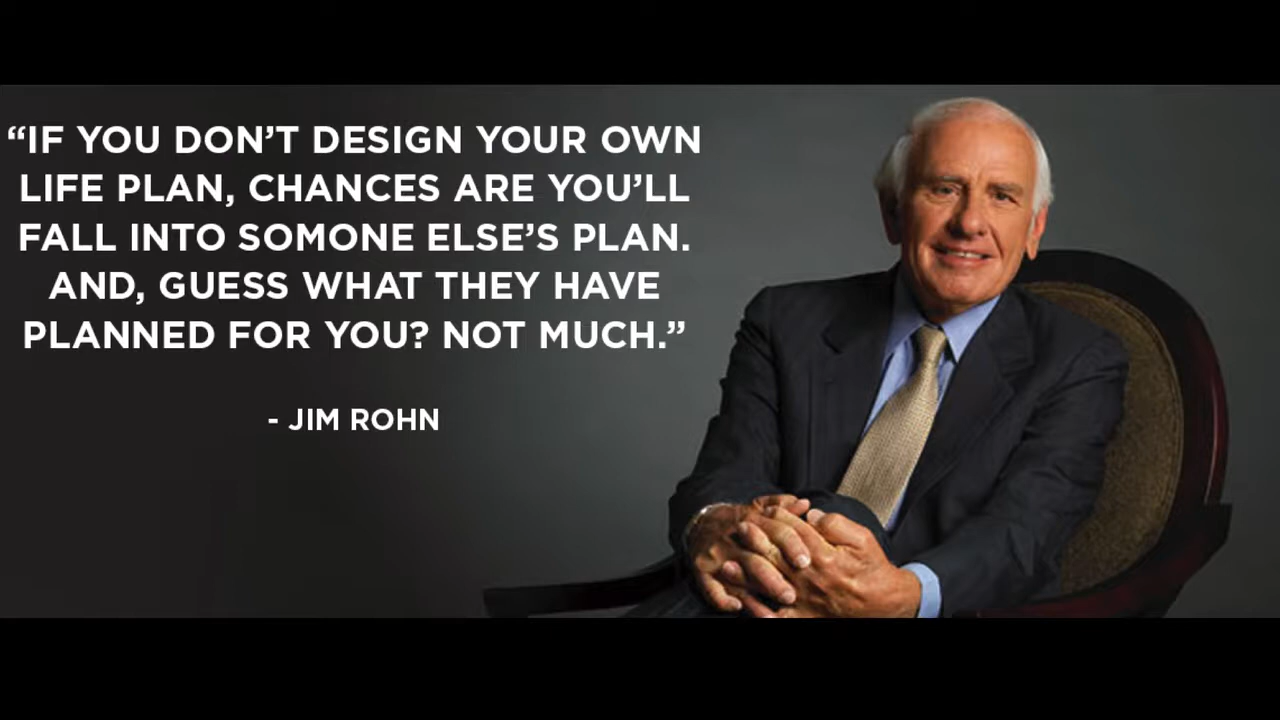 “IF YOU DON’T DESIGN YOUR OWN
LIFE PLAN, CHANCES ARE YOU’LL
FALL INTO SOMONE ELSE’S PLAN.
AND, GUESS WHAT THEY HAVE
PLANNED FOR YOU? NOT MUCH.”
- JIM ROHN